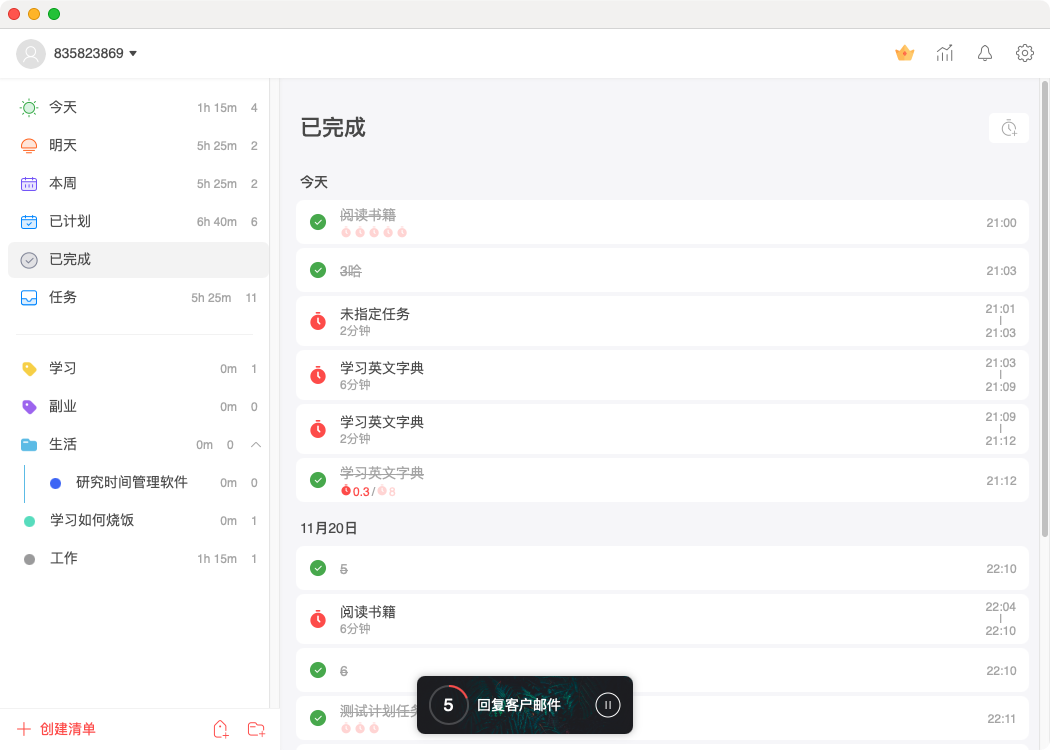 835823869
今天 1h 15m 4
明天 5h 25m 2
本周 5h 25m 2
已计划 6h 40m 6
已完成
任务 5h 25m 11
学习 0m 1
副业 0m 0
生活 0m 0
研究时间管理软件 0m 0
学习如何烧饭 0m 1
工作 1h 15m 1
创建清单
已完成
今天
阅读书籍
21:00
3哈 21:03
未指定任务
2分钟
21:01
21:03
学习英文字典
6分钟
21:03
21:09
学习英文字典
2分钟
21:09
21:12
学习英文字典
0.3/8
21:12
11月20日
5 22:10
阅读书籍
6分钟
22:04
22:10
6 22:10
测试计划任务
22:11
5 回复客户邮件